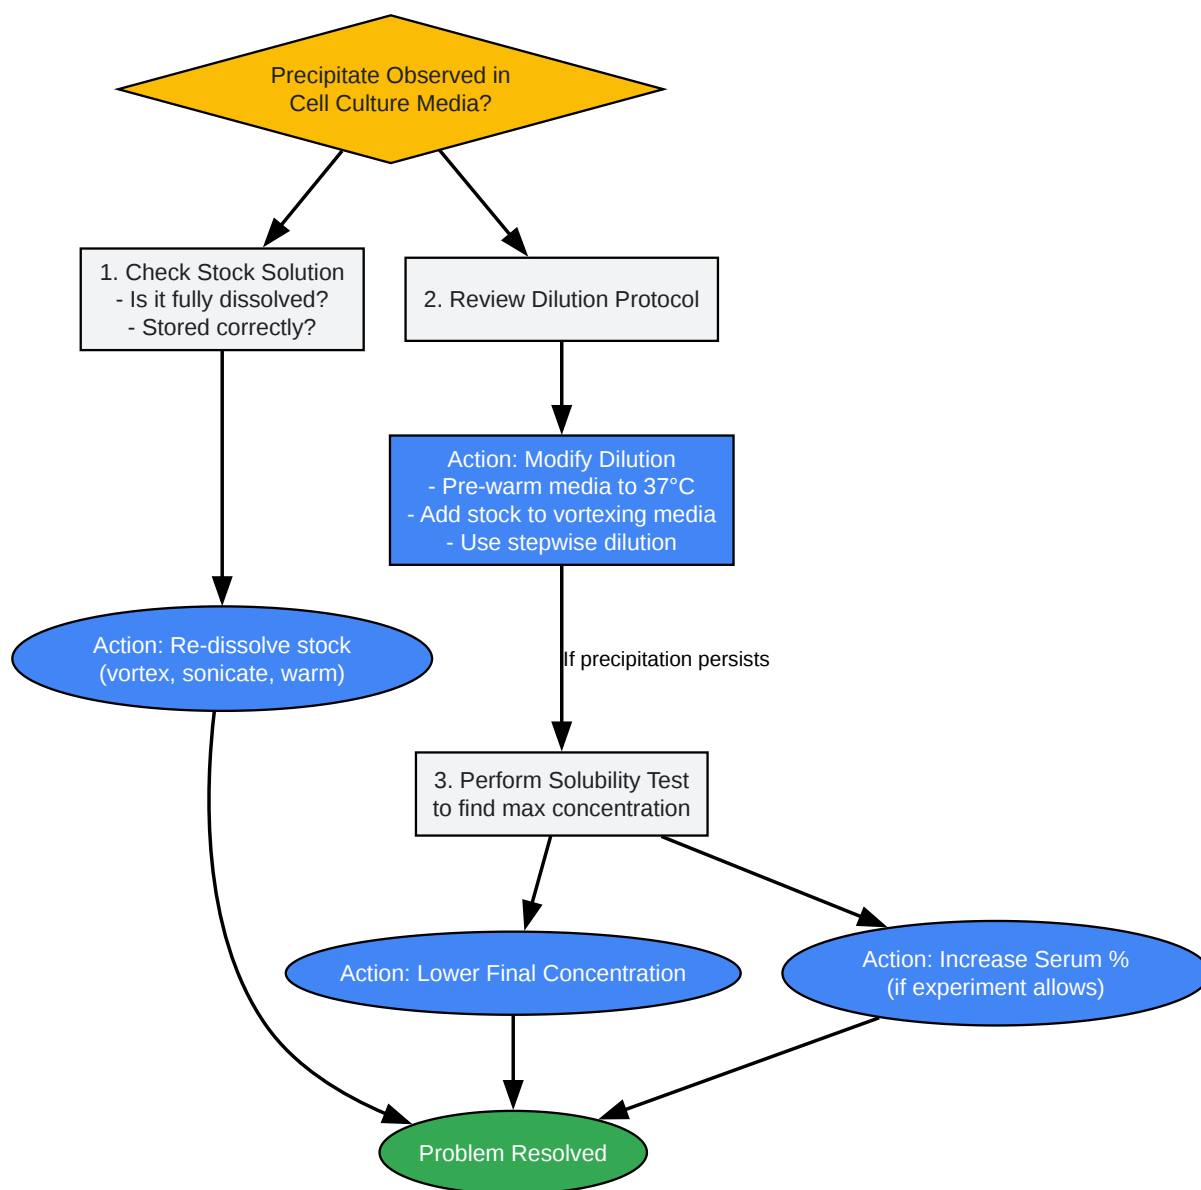 Precipitate Observed in
Cell Culture Media?
1. Check Stock Solution
- Is it fully dissolved?
- Stored correctly?
2. Review Dilution Protocol
Action: Modify Dilution
- Pre-warm media to 37°C
- Add stock to vortexing media
- Use stepwise dilution
Action: Re-dissolve stock
(vortex, sonicate, warm)
If precipitation persists
3. Perform Solubility Test
to find max concentration
Action: Lower Final Concentration
Action: Increase Serum %
(if experiment allows)
Problem Resolved